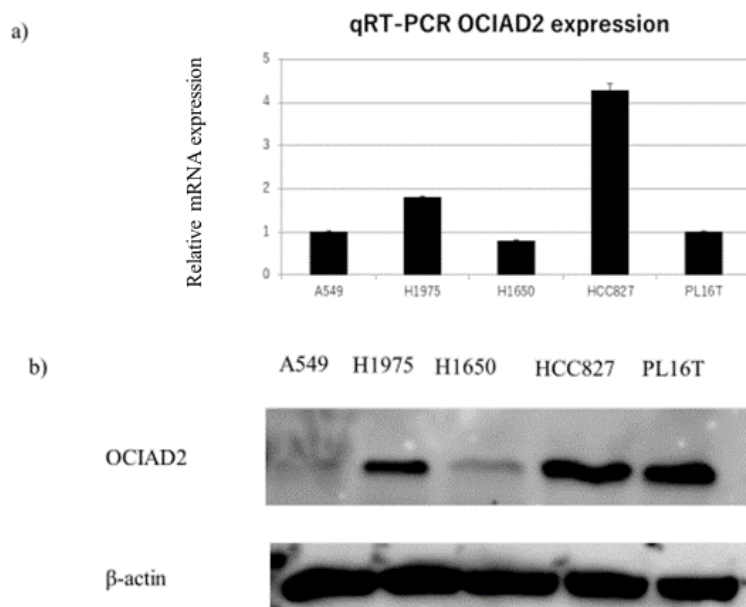 a)
qRT-PCR OCIAD2 expression
Relative mRNA expression
5
4
3
2
1
0
A549 H1975 H1650 HCC827 PL16T
b)
A549 H1975 H1650 HCC827 PL16T
OCIAD2
β-actin